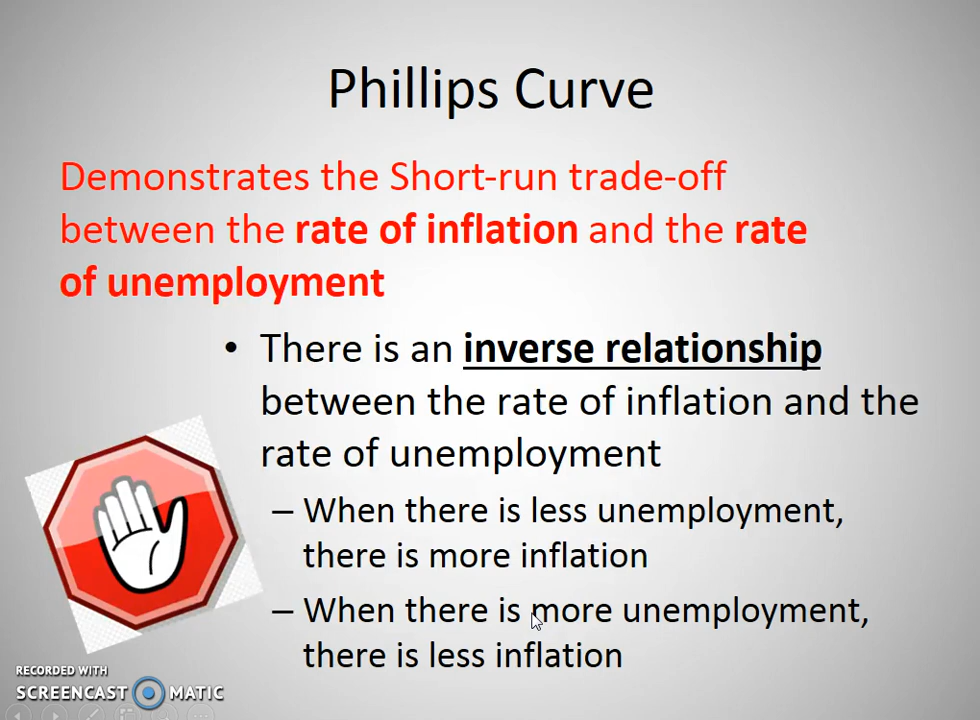 Phillips Curve
Demonstrates the Short-run trade-off
between the rate of inflation and the rate
of unemployment
• There is an inverse relationship
between the rate of inflation and the
rate of unemployment
– When there is less unemployment,
there is more inflation
– When there is more unemployment,
there is less inflation
RECORDED WITH
SCREENCAST MATIC